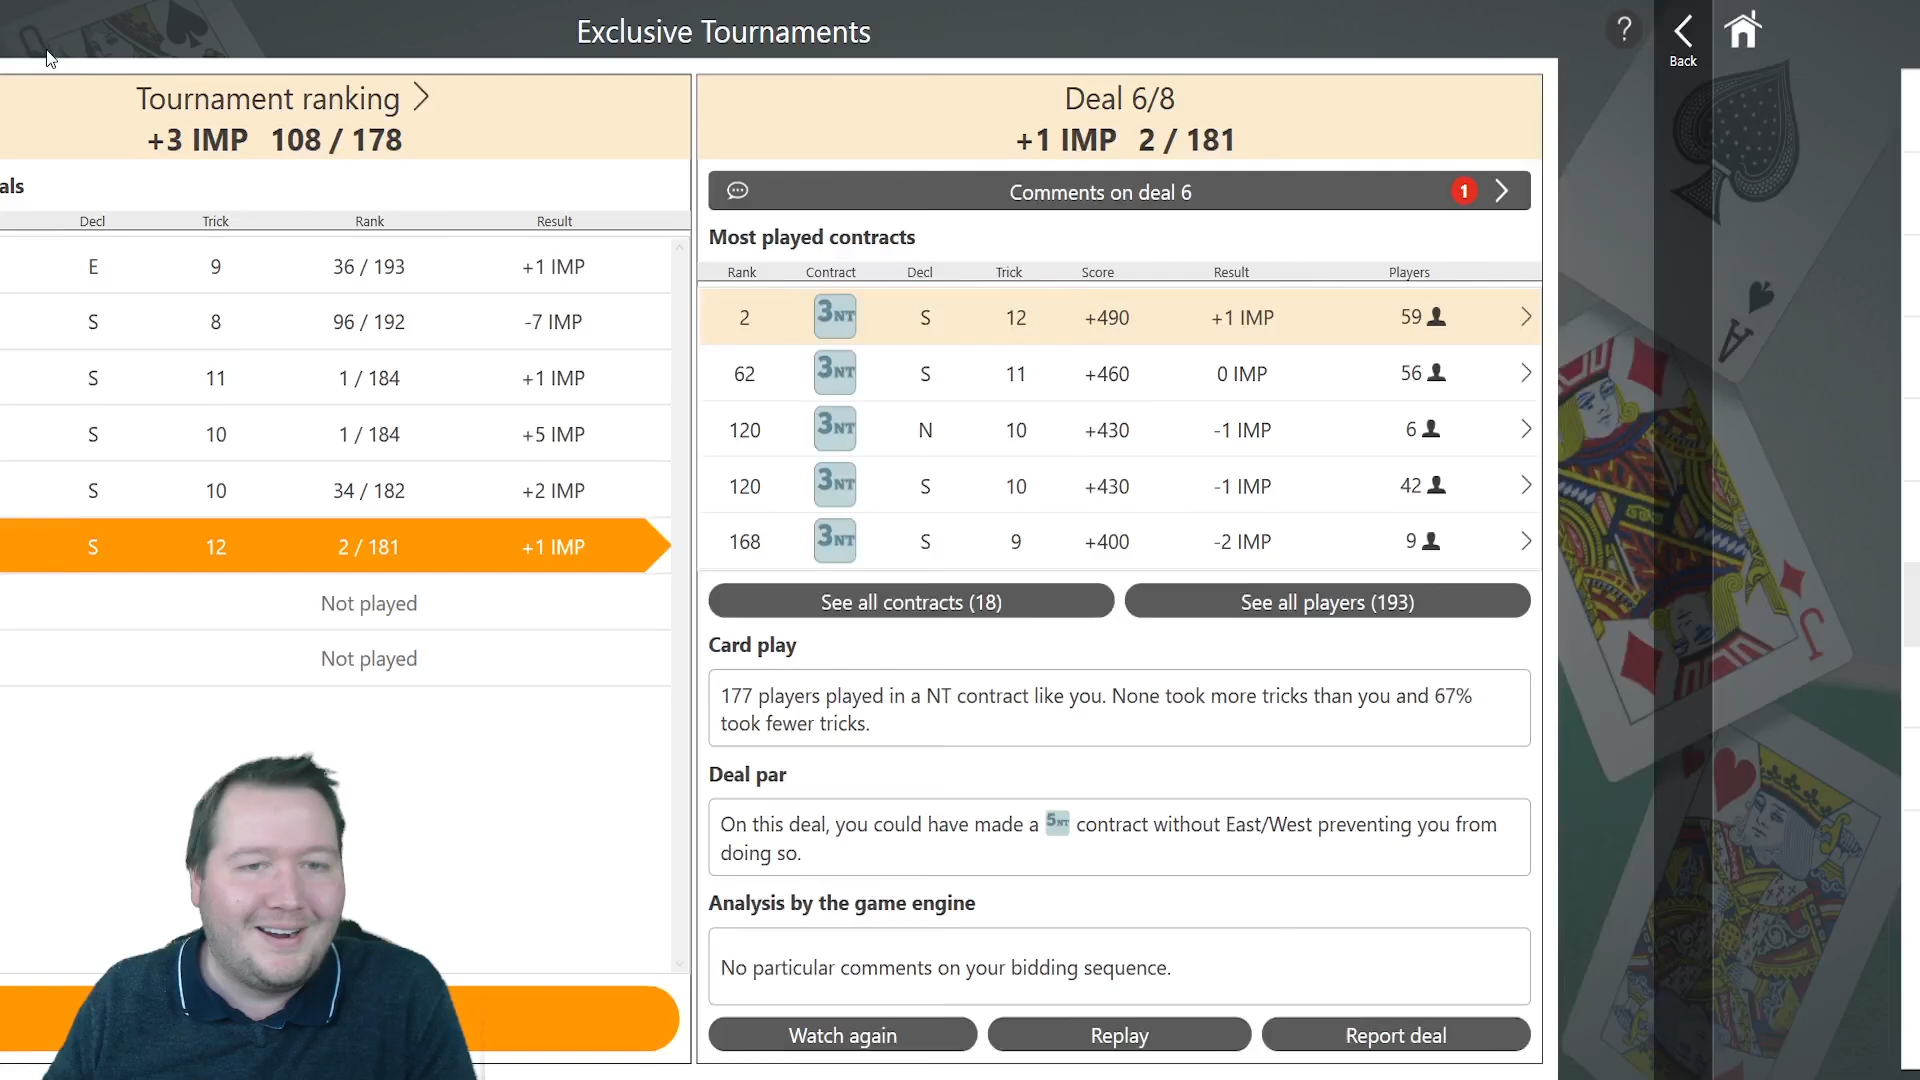 Exclusive Tournaments
?
Back
Tournament ranking
+3 IMP 108 / 178
als
Decl Trick Rank Result
E 9 36 / 193 +1 IMP
S 8 96 / 192 -7 IMP
S 11 1 / 184 +1 IMP
S 10 1 / 184 +5 IMP
S 10 34 / 182 +2 IMP
S 12 2 / 181 +1 IMP
Not played
Not played
Deal 6/8
+1 IMP 2 / 181
Comments on deal 6 1
Most played contracts
Rank Contract Decl Trick Score Result Players
2 3NT S 12 +490 +1 IMP 59
62 3NT S 11 +460 0 IMP 56
120 3NT N 10 +430 -1 IMP 6
120 3NT S 10 +430 -1 IMP 42
168 3NT S 9 +400 -2 IMP 9
See all contracts (18) See all players (193)
Card play
177 players played in a NT contract like you. None took more tricks than you and 67%
took fewer tricks.
Deal par
On this deal, you could have made a 5NT contract without East/West preventing you from
doing so.
Analysis by the game engine
No particular comments on your bidding sequence.
Watch again Replay Report deal
A
J